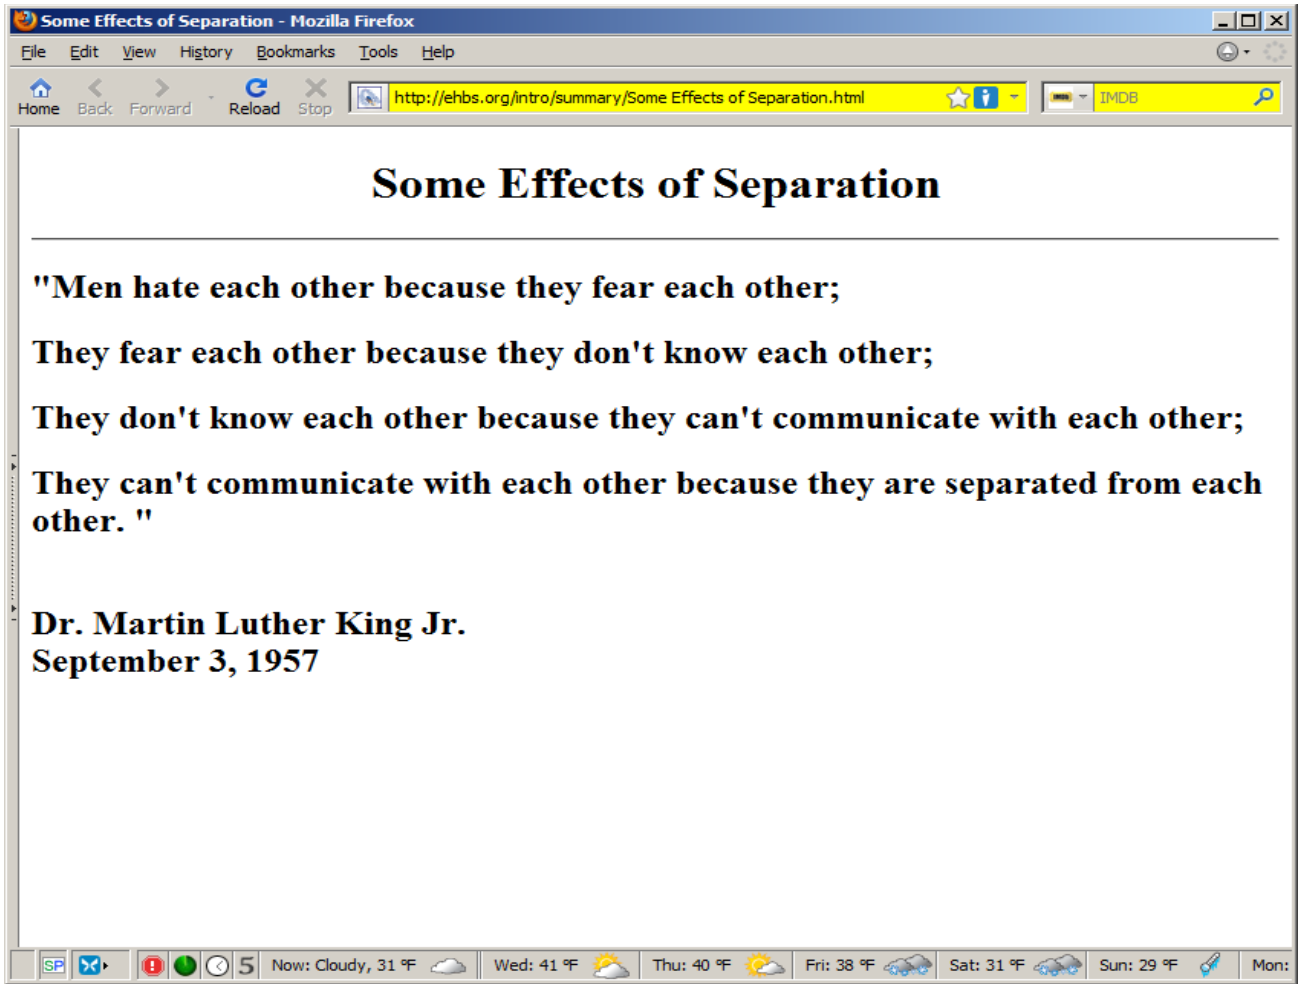 Some Effects of Separation - Mozilla Firefox
File Edit View History Bookmarks Tools Help
Home Back Forward Reload Stop http://ehbs.org/intro/summary/Some Effects of Separation.html IMDB
Some Effects of Separation
"Men hate each other because they fear each other;
They fear each other because they don't know each other;
They don't know each other because they can't communicate with each other;
They can't communicate with each other because they are separated from each
other. "
Dr. Martin Luther King Jr.
September 3, 1957
SP 5 Now: Cloudy, 31 °F Wed: 41 °F Thu: 40 °F Fri: 38 °F Sat: 31 °F Sun: 29 °F Mon: